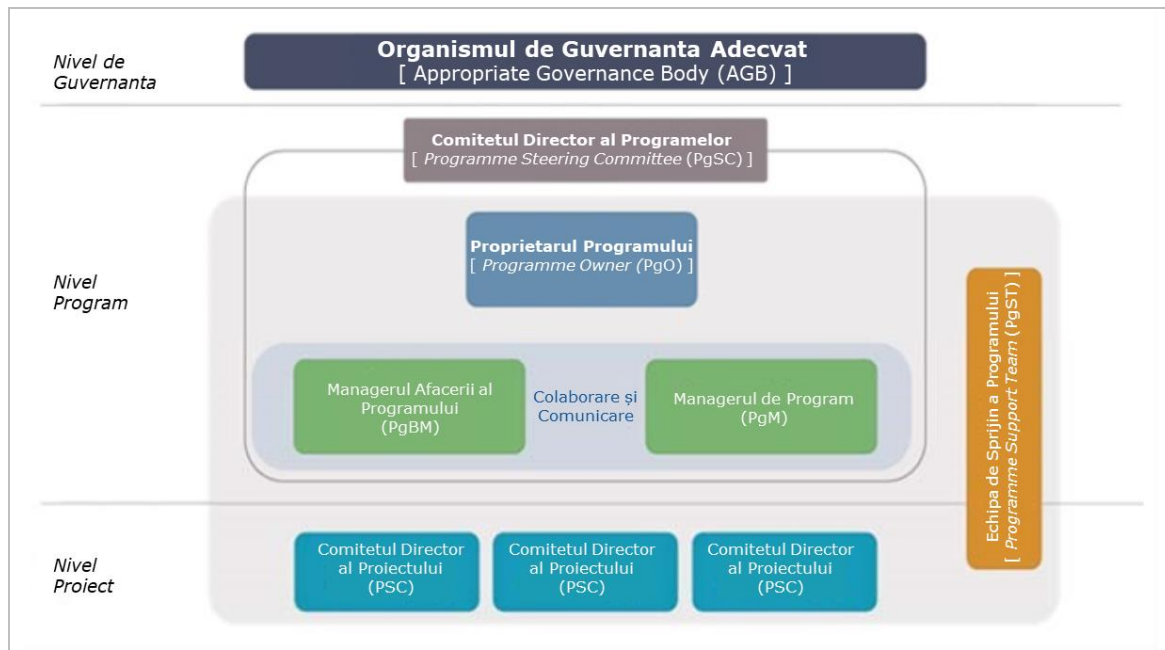 Nivel de
Guvernanta
Organismul de Guvernanta Adecvat
[ Appropriate Governance Body (AGB) ]
Comitetul Director al Programelor
[ Programme Steering Committee (PgSC) ]
Nivel
Program
Proprietarul Programului
[ Programme Owner (PgO) ]
Managerul Afacerii al
Programului
(PgBM)
Colaborare și
Comunicare
Managerul de Program
(PgM)
Echipa de Sprijin a Programului
[ Programme Support Team (PgST) ]
Nivel
Proiect
Comitetul Director
al Proiectului
(PSC)
Comitetul Director
al Proiectului
(PSC)
Comitetul Director
al Proiectului
(PSC)